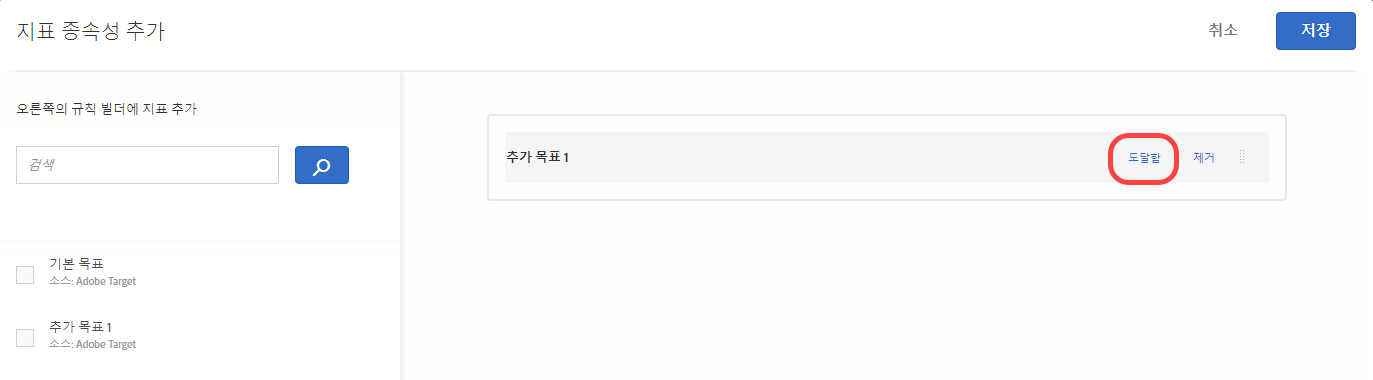 지표 종속성 추가
취소
저장
오른쪽의 규칙 빌더에 지표 추가
검색
추가 목표 1
도달함
제거
기본 목표
소스: Adobe Target
추가 목표 1
소스: Adobe Target